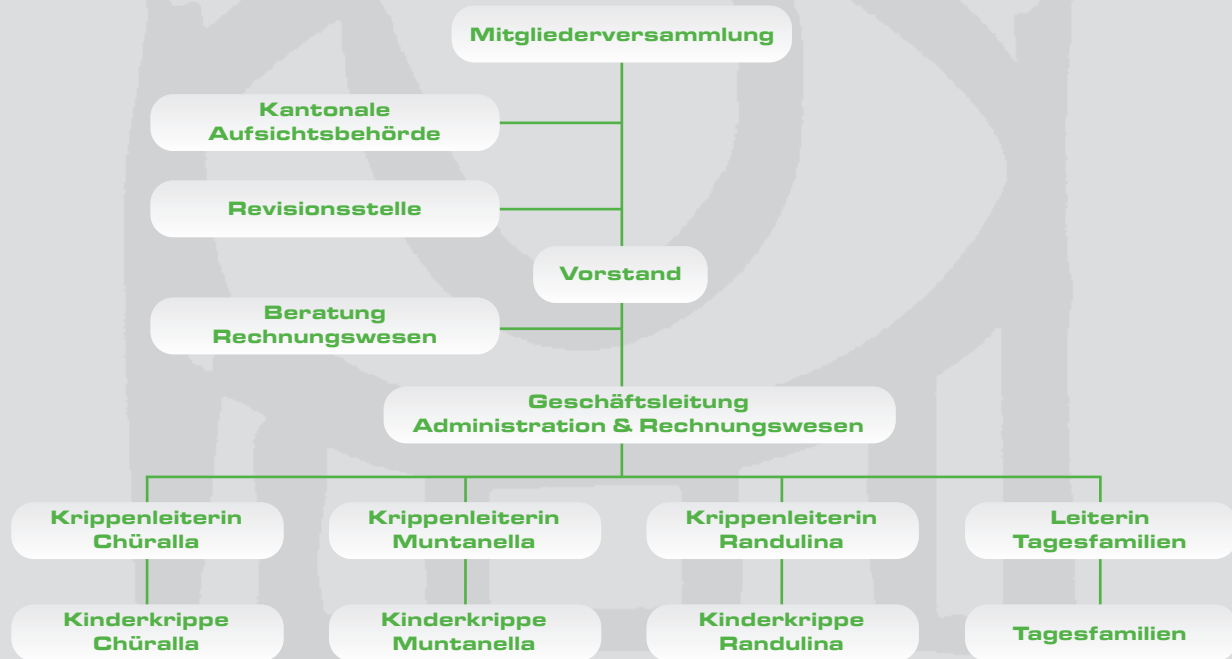 Mitgliederversammlung
Kantonale
Aufsichtsbehörde
Revisionsstelle
Vorstand
Beratung
Rechnungswesen
Geschäftsleitung
Administration & Rechnungswesen
Krippenleiterin
Chüralla
Krippenleiterin
Muntanella
Krippenleiterin
Randulina
Leiterin
Tagesfamilien
Kinderkrippe
Chüralla
Kinderkrippe
Muntanella
Kinderkrippe
Randulina
Tagesfamilien